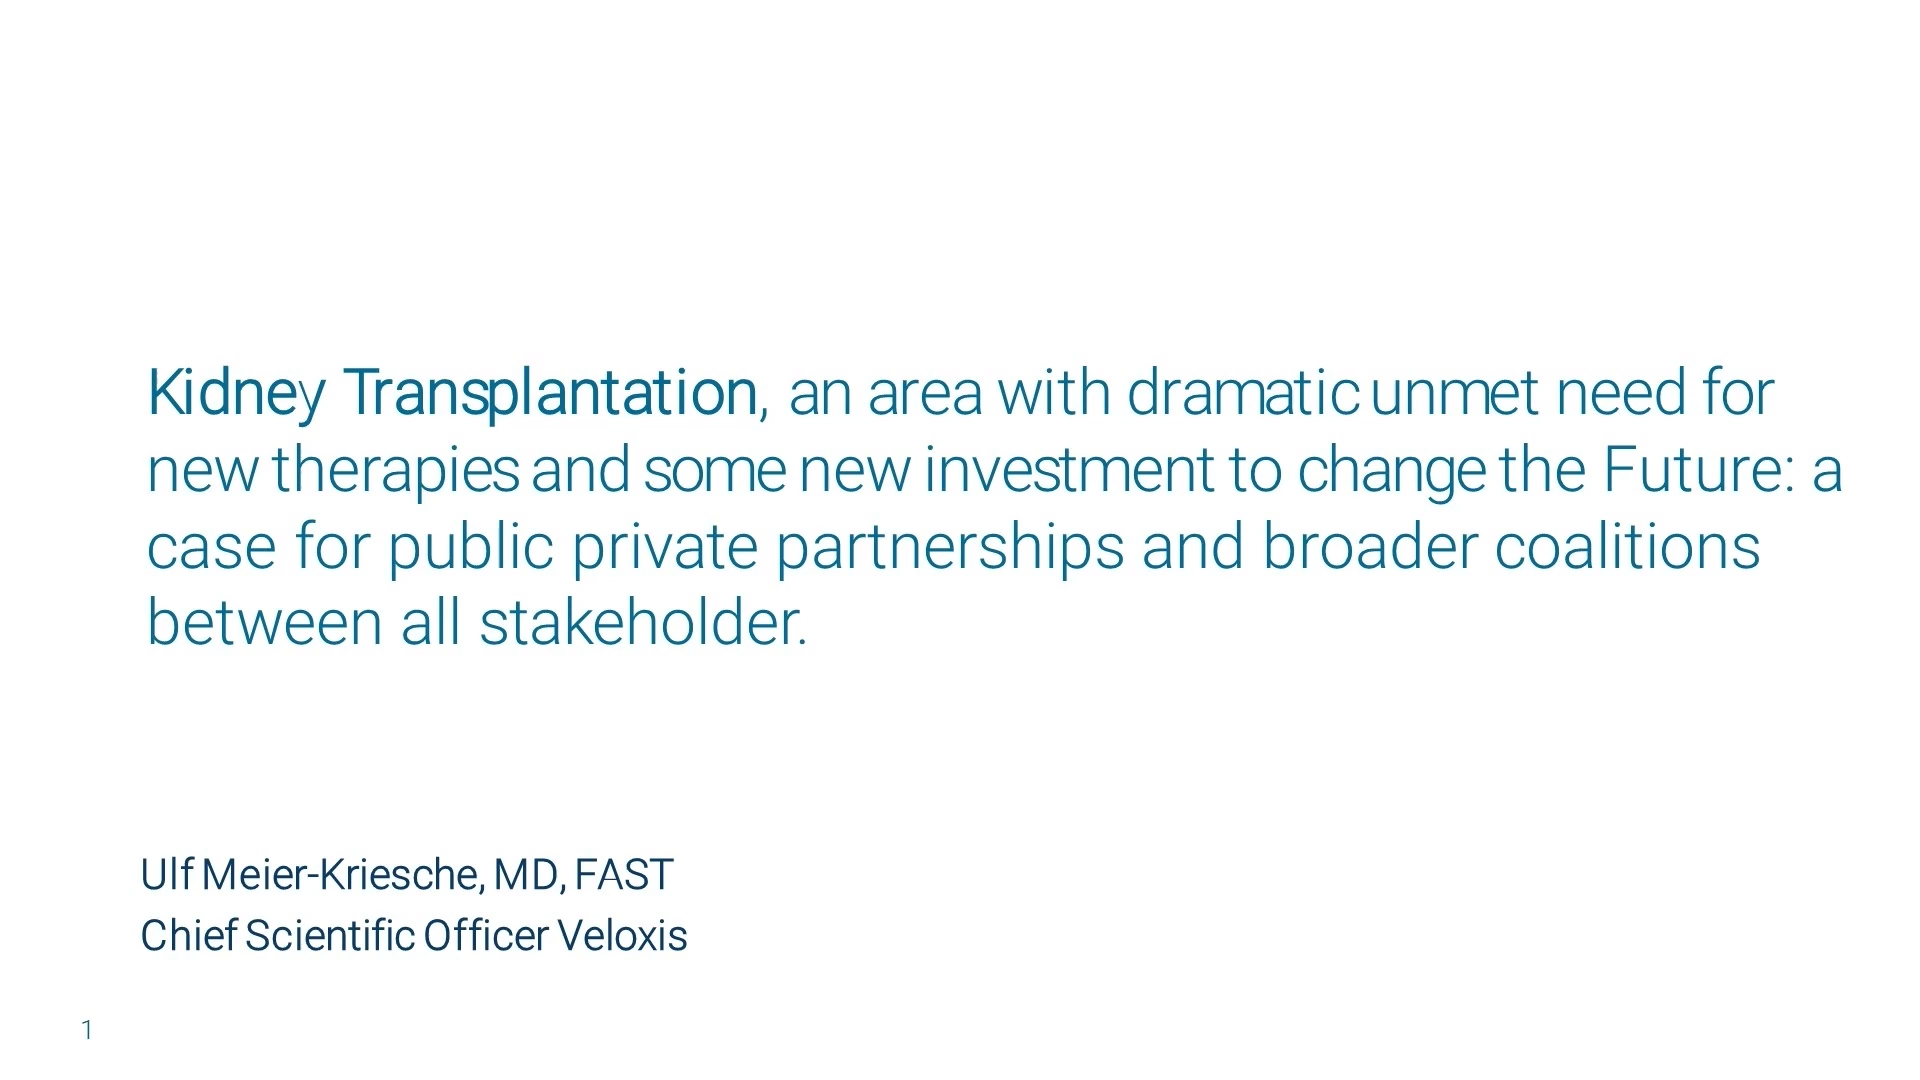 Kidney Transplantation, an area with dramatic unmet need for
new therapies and some new investment to change the Future: a
case for public private partnerships and broader coalitions
between all stakeholder.
Ulf Meier-Kriesche, MD, FAST
Chief Scientific Officer Veloxis
1